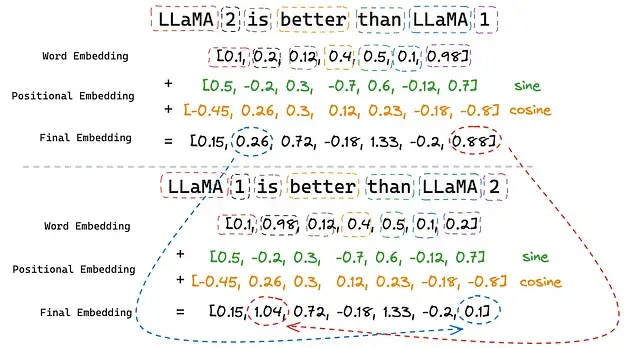 LLaMA 2 is better than LLaMA 1
Word Embedding [0.1, 0.2, 0.12, 0.4, 0.5, 0.1, 0.98]
Positional Embedding + [0.5, -0.2, 0.3, -0.7, 0.6, -0.12, 0.7] sine
+ [-0.45, 0.26, 0.3, 0.12, 0.23, -0.18, -0.8] cosine
Final Embedding = [0.15, 0.26, 0.72, -0.18, 1.33, -0.2, 0.88]
LLaMA 1 is better than LLaMA 2
Word Embedding [0.1, 0.98, 0.12, 0.4, 0.5, 0.1, 0.2]
Positional Embedding + [0.5, -0.2, 0.3, -0.7, 0.6, -0.12, 0.7] sine
+ [-0.45, 0.26, 0.3, 0.12, 0.23, -0.18, -0.8] cosine
Final Embedding = [0.15, 1.04, 0.72, -0.18, 1.33, -0.2, 0.1]